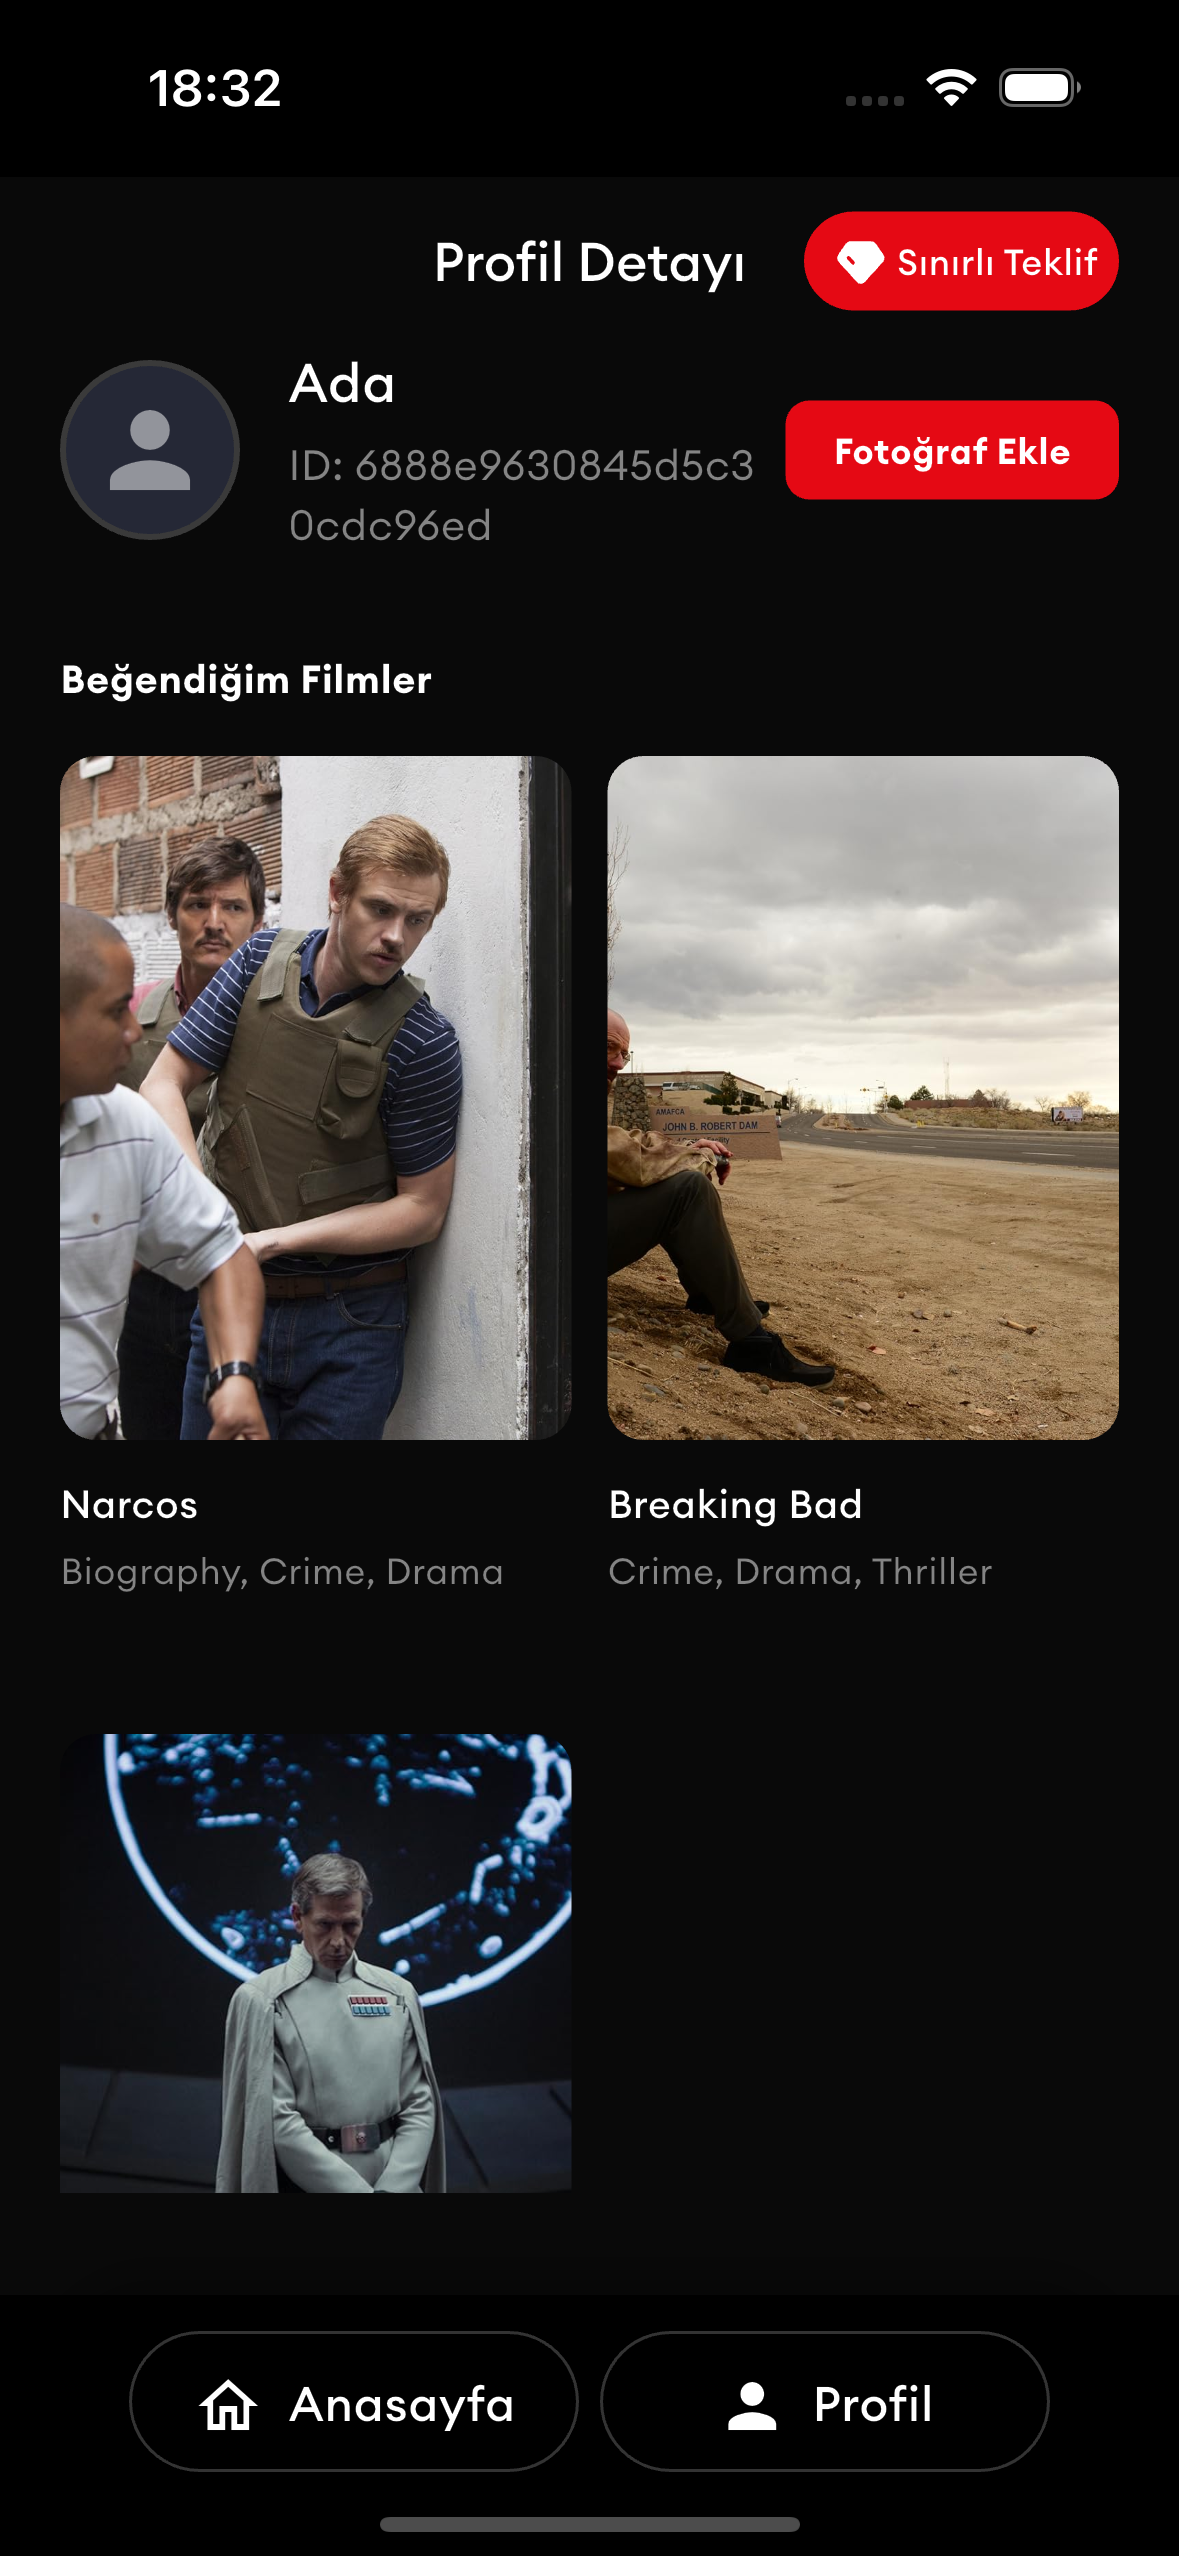 18:32
Profil Detayı
Sınırlı Teklif
Ada
ID: 6888e9630845d5c3
0cdc96ed
Fotoğraf Ekle
Beğendiğim Filmler
AMAFCA
JOHN B. ROBERT DAM
Facility
Narcos
Biography, Crime, Drama
Breaking Bad
Crime, Drama, Thriller
Anasayfa
Profil